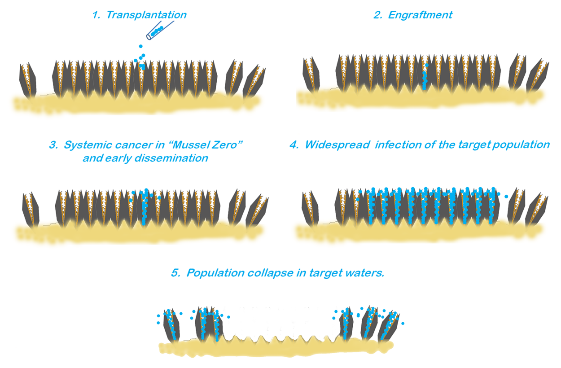 1. Transplantation
2. Engraftment
3. Systemic cancer in "Mussel Zero"
and early dissemination
4. Widespread infection of the target population
5. Population collapse in target waters.